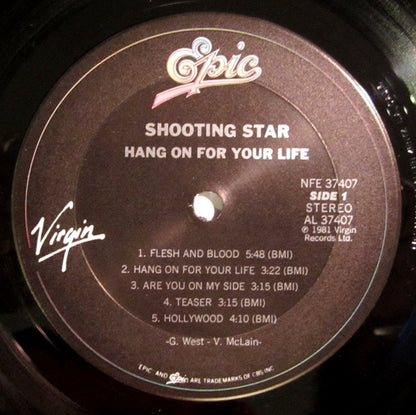 Epic
SHOOTING STAR
HANG ON FOR YOUR LIFE
NFE 37407
SIDE 1
STEREO
AL 37407
℗ 1981 Virgin
Records Ltd.
Virgin
1. FLESH AND BLOOD 5:48 (BMI)
2. HANG ON FOR YOUR LIFE 3:22 (BMI)
3. ARE YOU ON MY SIDE 3:15 (BMI)
4. TEASER 3:15 (BMI)
5. HOLLYWOOD 4:10 (BMI)
-G. West - V. McLain-
EPIC· AND Epic ARE TRADEMARKS OF CBS INC